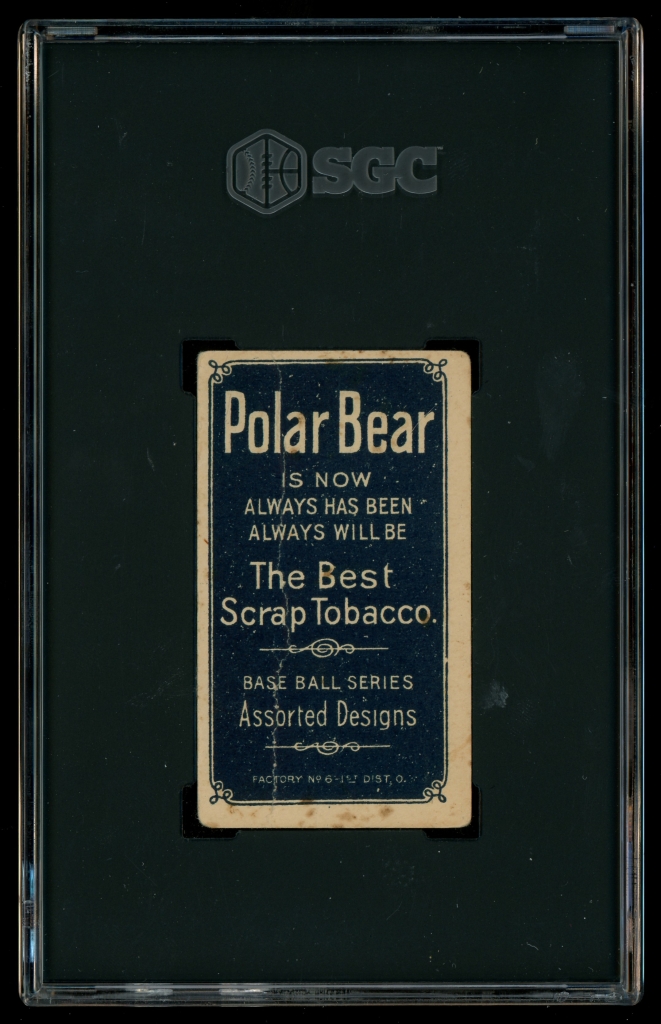 SGC
Polar Bear
IS NOW
ALWAYS HAS BEEN
ALWAYS WILL BE
The Best
Scrap Tobacco.
BASE BALL SERIES
Assorted Designs
FACTORY Nº 6-1ST DIST, O.